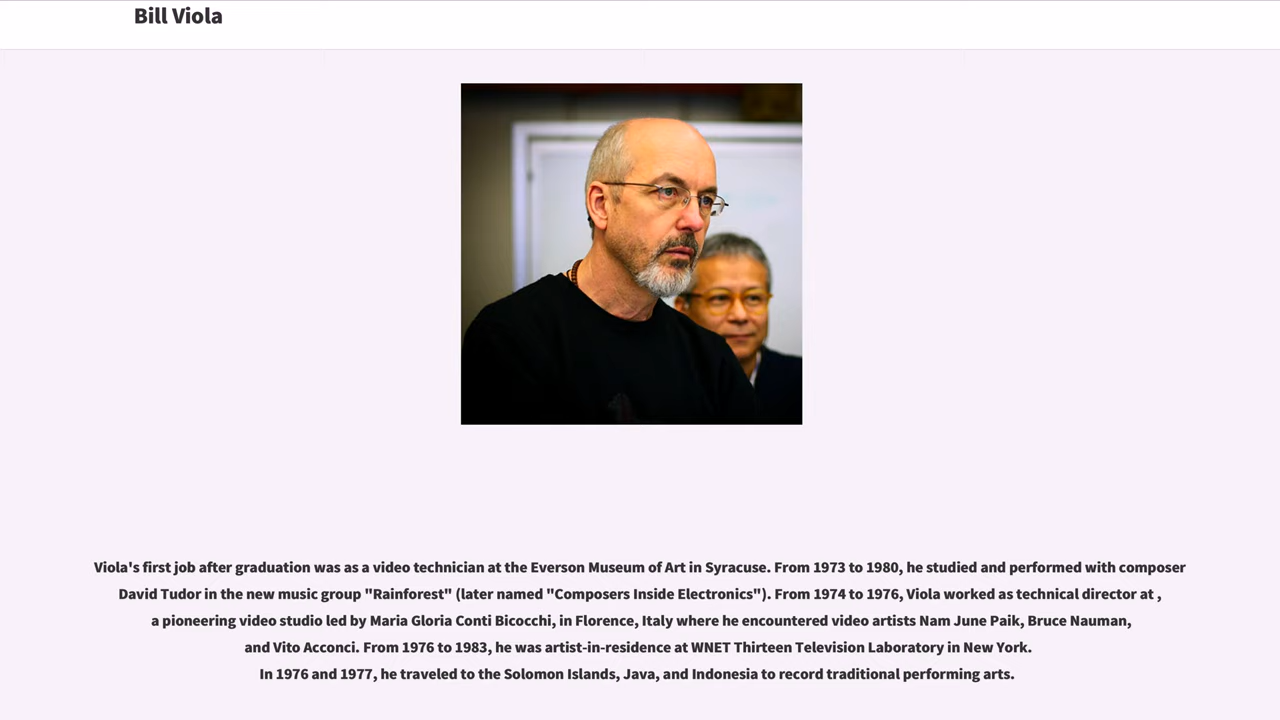 Bill Viola
Viola's first job after graduation was as a video technician at the Everson Museum of Art in Syracuse. From 1973 to 1980, he studied and performed with composer
David Tudor in the new music group "Rainforest" (later named "Composers Inside Electronics"). From 1974 to 1976, Viola worked as technical director at ,
a pioneering video studio led by Maria Gloria Conti Bicocchi, in Florence, Italy where he encountered video artists Nam June Paik, Bruce Nauman,
and Vito Acconci. From 1976 to 1983, he was artist-in-residence at WNET Thirteen Television Laboratory in New York.
In 1976 and 1977, he traveled to the Solomon Islands, Java, and Indonesia to record traditional performing arts.